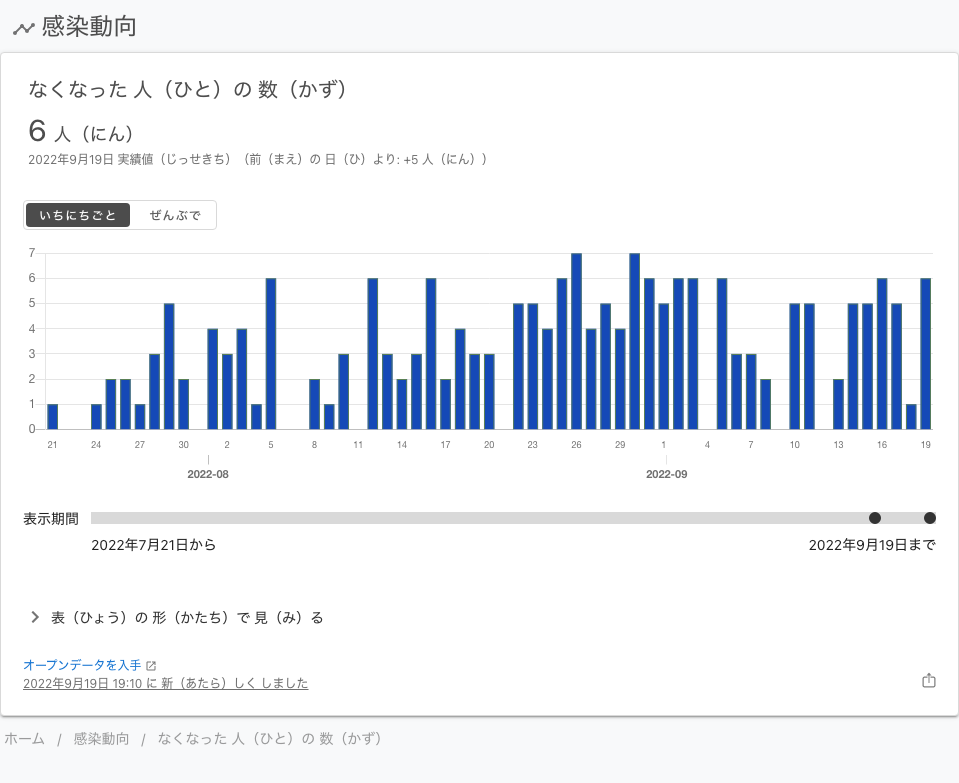 感染動向
なくなった 人（ひと）の 数（かず）
6 人（にん）
2022年9月19日 実績値（じっせきち）（前（まえ）の 日（ひ）より: +5 人（にん））
いちにちごと ぜんぶで
7
6
5
4
3
2
1
0
21 24 27 30 2 5 8 11 14 17 20 23 26 29 1 4 7 10 13 16 19
2022-08 2022-09
表示期間
2022年7月21日から 2022年9月19日まで
表（ひょう）の 形（かたち）で 見（み）る
オープンデータを入手
2022年9月19日 19:10 に 新（あたら）しく しました
ホーム / 感染動向 / なくなった 人（ひと）の 数（かず）